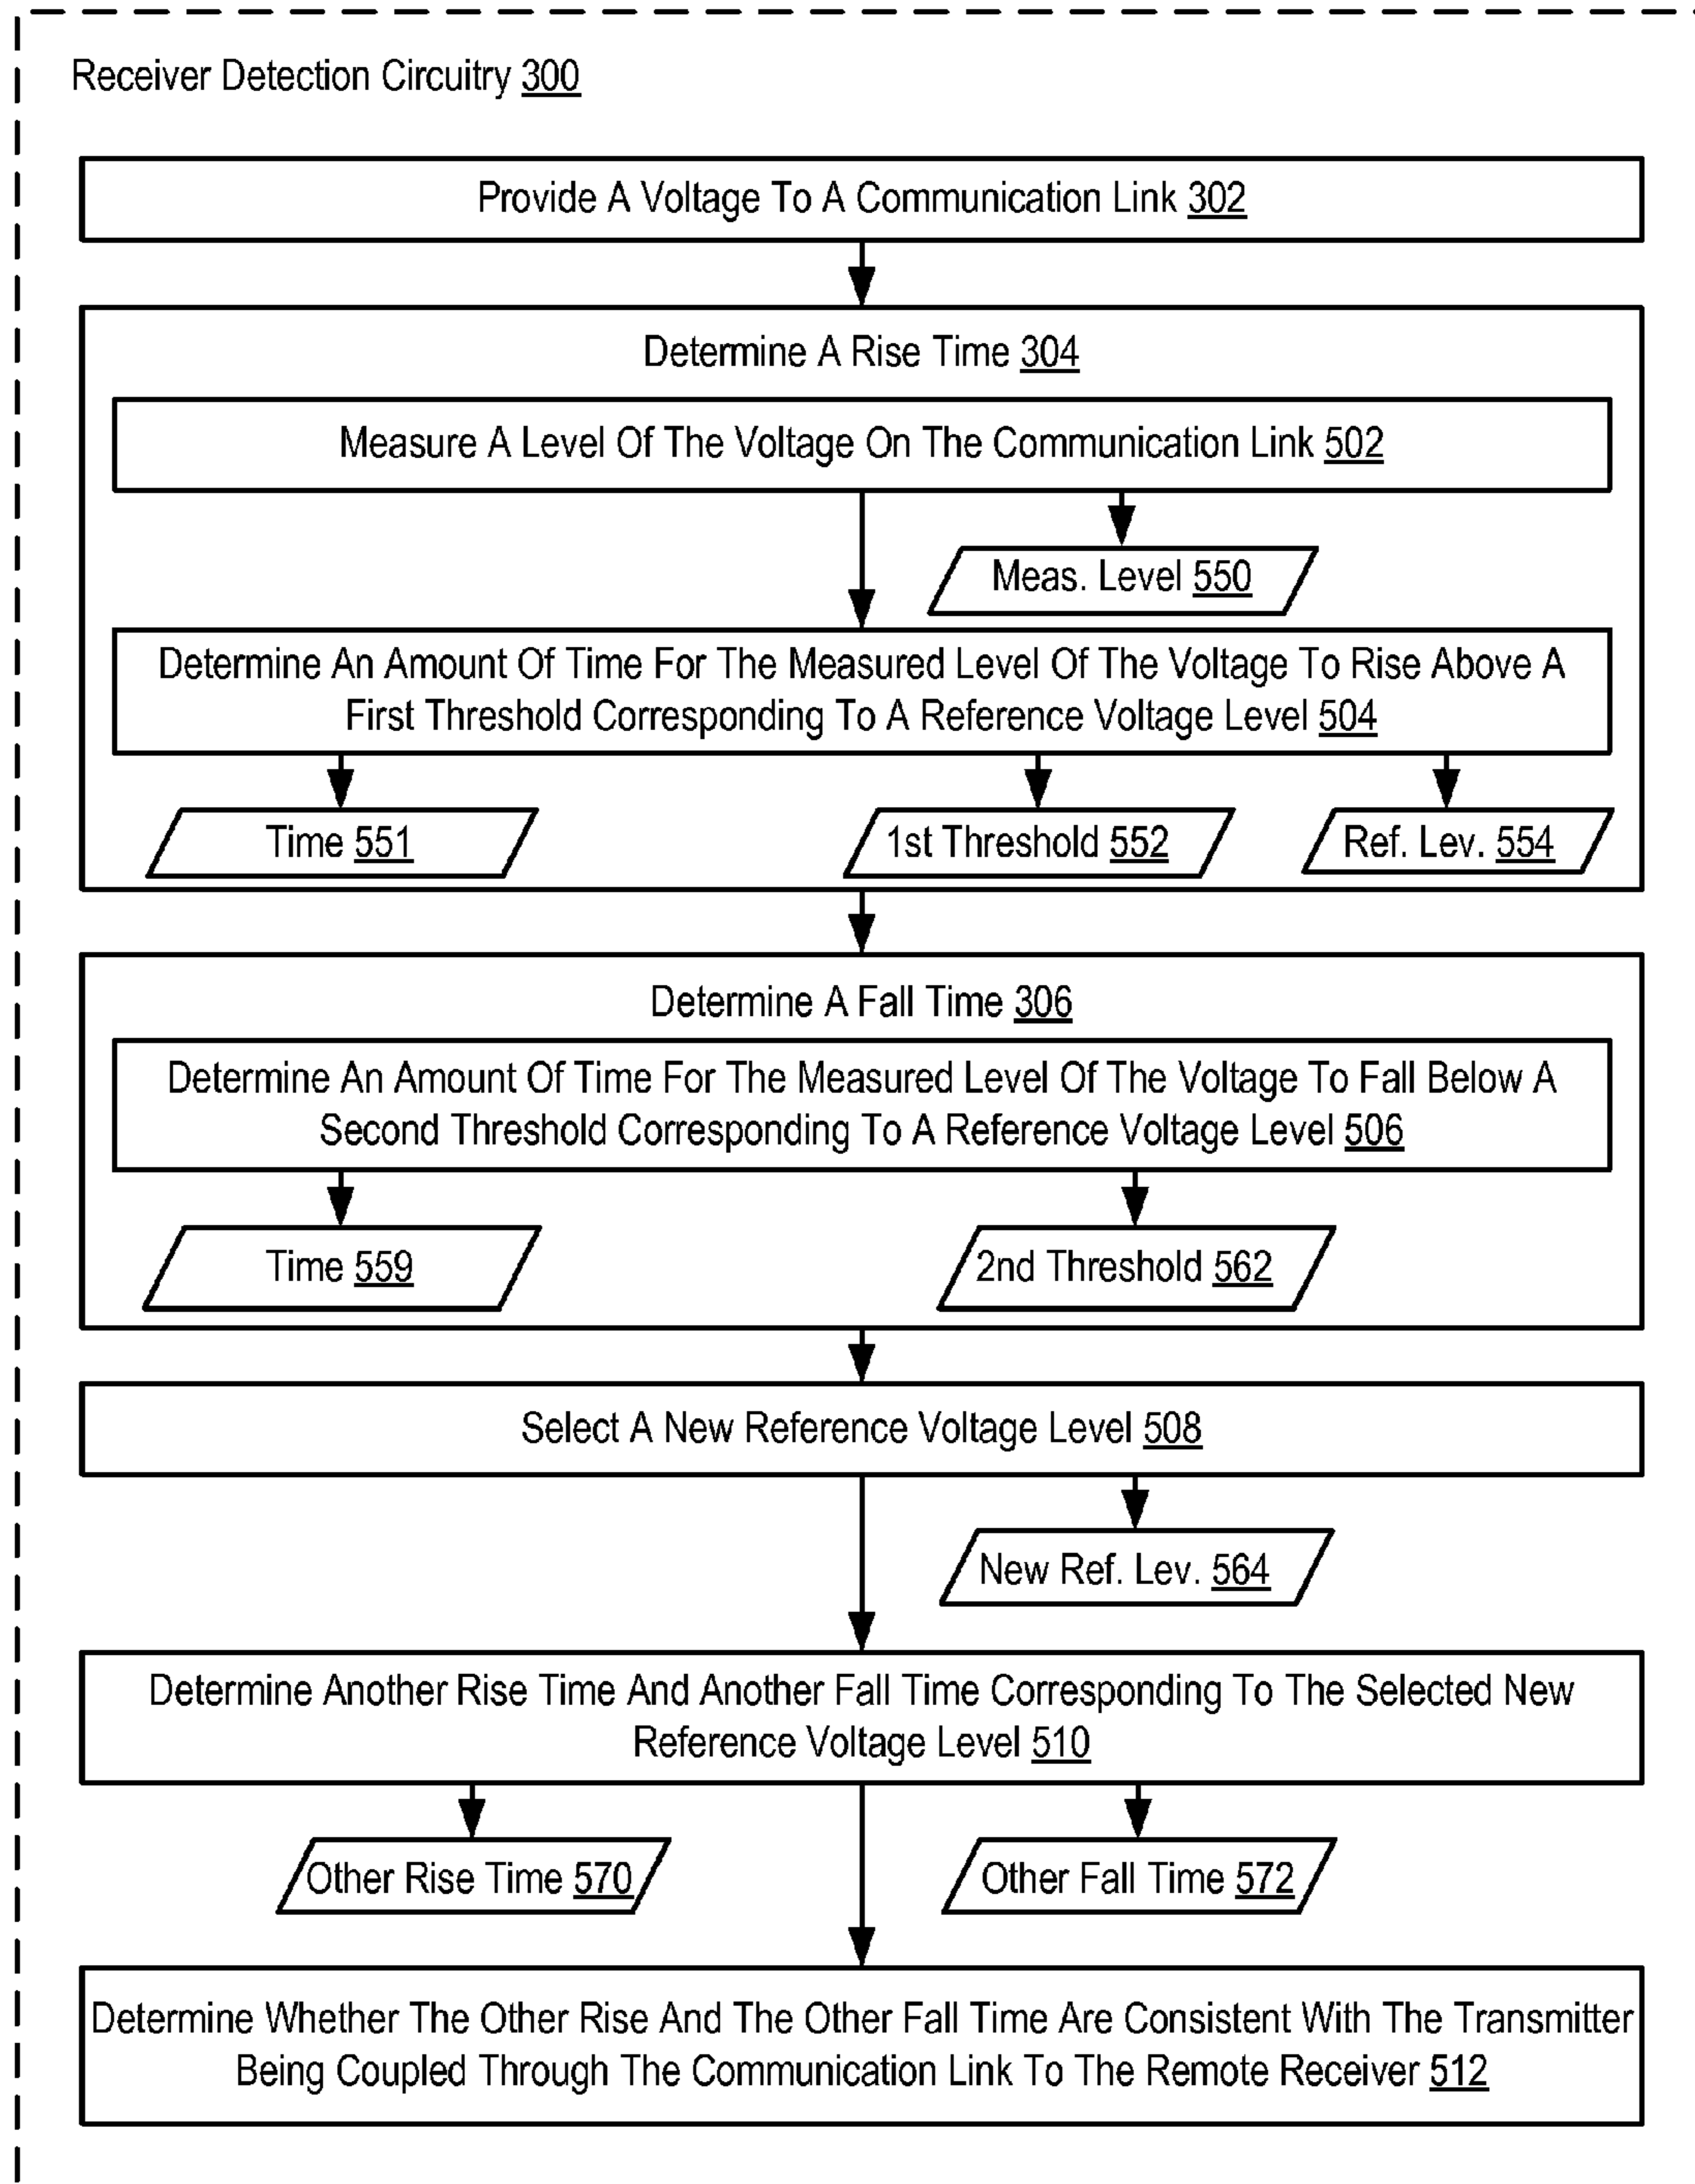 Receiver Detection Circuitry 300
Provide A Voltage To A Communication Link 302
Determine A Rise Time 304
Measure A Level Of The Voltage On The Communication Link 502
Meas. Level 550
Determine An Amount Of Time For The Measured Level Of The Voltage To Rise Above A
First Threshold Corresponding To A Reference Voltage Level 504
Time 551
1st Threshold 552
Ref. Lev. 554
Determine A Fall Time 306
Determine An Amount Of Time For The Measured Level Of The Voltage To Fall Below A
Second Threshold Corresponding To A Reference Voltage Level 506
Time 559
2nd Threshold 562
Select A New Reference Voltage Level 508
New Ref. Lev. 564
Determine Another Rise Time And Another Fall Time Corresponding To The Selected New
Reference Voltage Level 510
Other Rise Time 570
Other Fall Time 572
Determine Whether The Other Rise And The Other Fall Time Are Consistent With The Transmitter
Being Coupled Through The Communication Link To The Remote Receiver 512